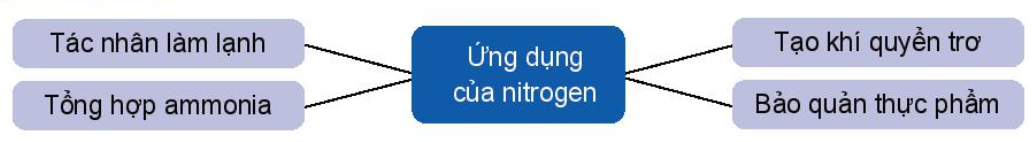 Tác nhân làm lạnh
Tổng hợp ammonia
Ứng dụng
của nitrogen
Tạo khí quyển trơ
Bảo quản thực phẩm